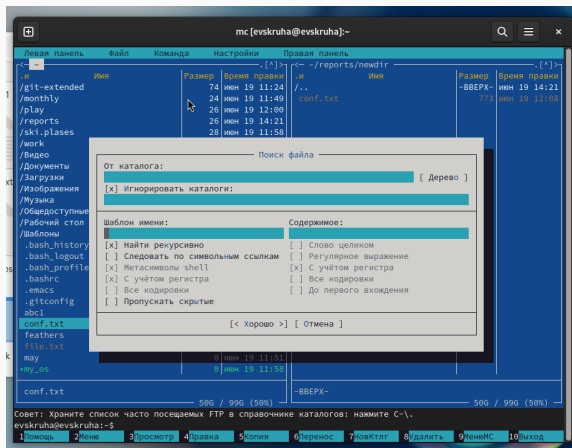 mc [evskruha@evskruha]:~
Левая панель Файл Команда Настройки Правая панель
<— ~ .[^]> <— ~/reports/newdir .[^]>
.и Имя Размер Время правки .и Имя Размер Время правки
/git-extended 74 июн 19 11:24 /.. -ВВЕРХ- июн 19 14:21
/monthly 24 июн 19 11:49 conf.txt 773 июн 19 12:08
/play 26 июн 19 12:00
/reports 26 июн 19 14:21
/ski.plases 28 июн 19 11:58
/work
/Видео
/Документы
/Загрузки
/Изображения
/Музыка
/Общедоступные
/Рабочий стол
/Шаблоны
.bash_history
.bash_logout
.bash_profile
.bashrc
.emacs
.gitconfig
abc1
conf.txt
feathers
file.txt
may 0 июн 19 11:51
*my_os 0 июн 19 11:58
Поиск файла
От каталога:
[ Дерево ]
[x] Игнорировать каталоги:
Шаблон имени: Содержимое:
[x] Найти рекурсивно [ ] Слово целиком
[ ] Следовать по символьным ссылкам [ ] Регулярное выражение
[x] Метасимволы shell [x] С учётом регистра
[x] С учётом регистра [ ] Все кодировки
[ ] Все кодировки [ ] До первого вхождения
[ ] Пропускать скрытые
[< Хорошо >] [ Отмена ]
conf.txt -ВВЕРХ-
50G / 99G (50%) 50G / 99G (50%)
Совет: Храните список часто посещаемых FTP в справочнике каталогов: нажмите C-\.
evskruha@evskruha:~$
1Помощь 2Меню 3Просмотр 4Правка 5Копия 6Перенос 7НовКтлг 8Удалить 9МенюMC 10Выход